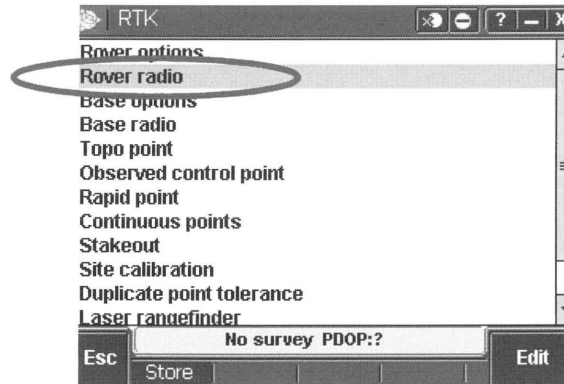 RTK ? X
Rover options
Rover radio
Base options
Base radio
Topo point
Observed control point
Rapid point
Continuous points
Stakeout
Site calibration
Duplicate point tolerance
Laser rangefinder
No survey PDOP:?
Esc Edit
Store